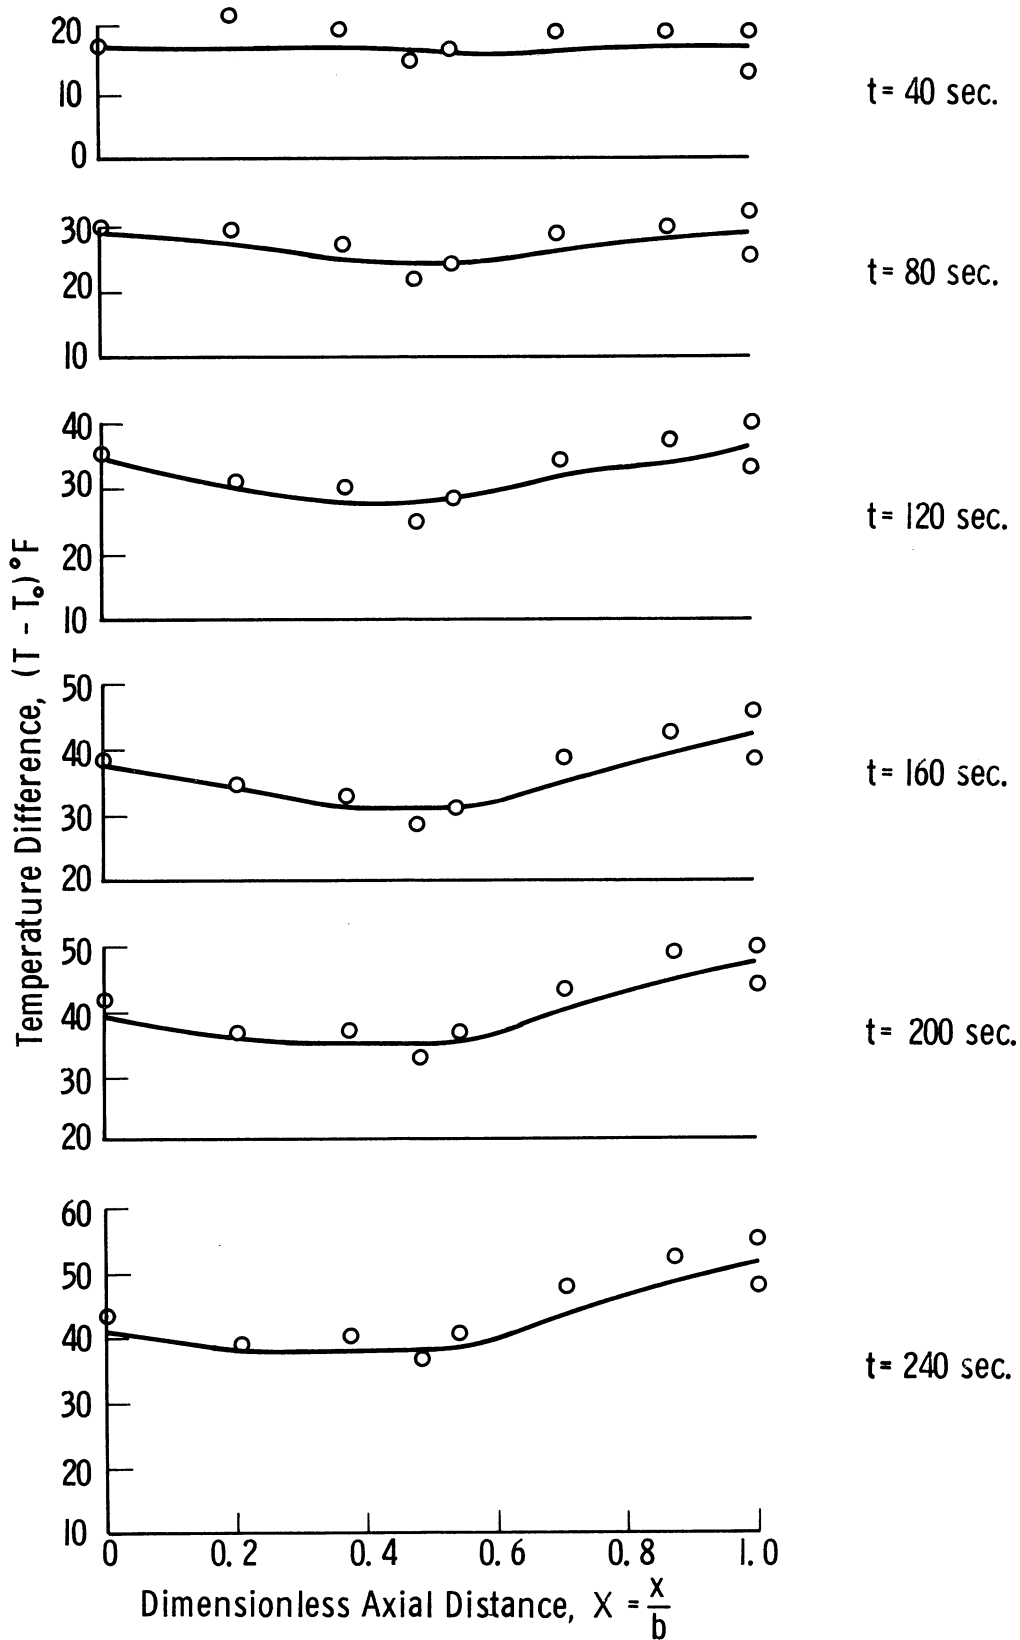 20
10
0
t= 40 sec.
30
20
10
t= 80 sec.
40
30
20
10
t= 120 sec.
50
40
30
20
t= 160 sec.
50
40
30
20
t= 200 sec.
60
50
40
30
20
10
t= 240 sec.
0 0.2 0.4 0.6 0.8 1.0
Temperature Difference, (T - To)°F
Dimensionless Axial Distance, X = x/b